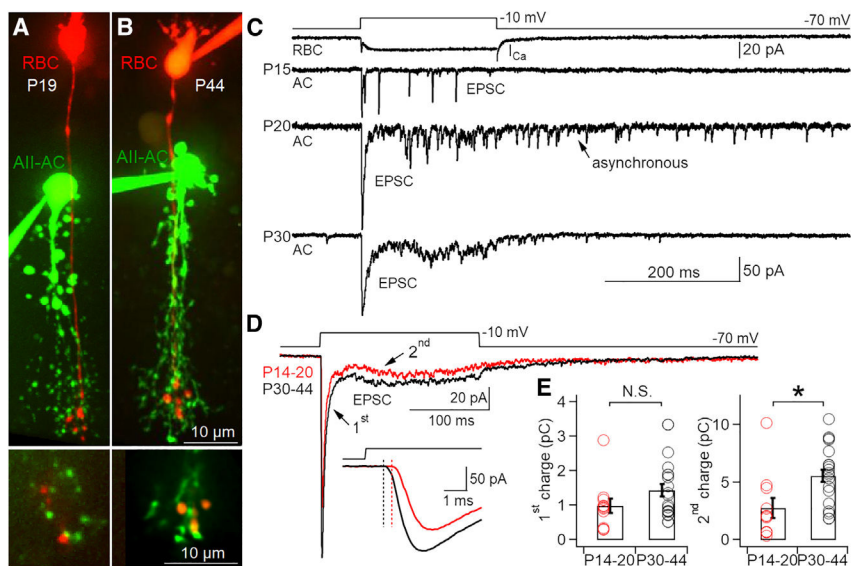 A
B
RBC
P19
RBC
P44
AII-AC
AII-AC
10 µm
10 µm
C
-10 mV
-70 mV
RBC
I Ca
20 pA
P15
AC
EPSC
P20
AC
asynchronous
EPSC
P30
AC
EPSC
200 ms
50 pA
D
-10 mV
-70 mV
2nd
P14-20
P30-44
EPSC
1st
20 pA
100 ms
50 pA
1 ms
E
N.S.
*
1st charge (pC)
4
3
2
1
0
P14-20 P30-44
2nd charge (pC)
10
5
0
P14-20 P30-44